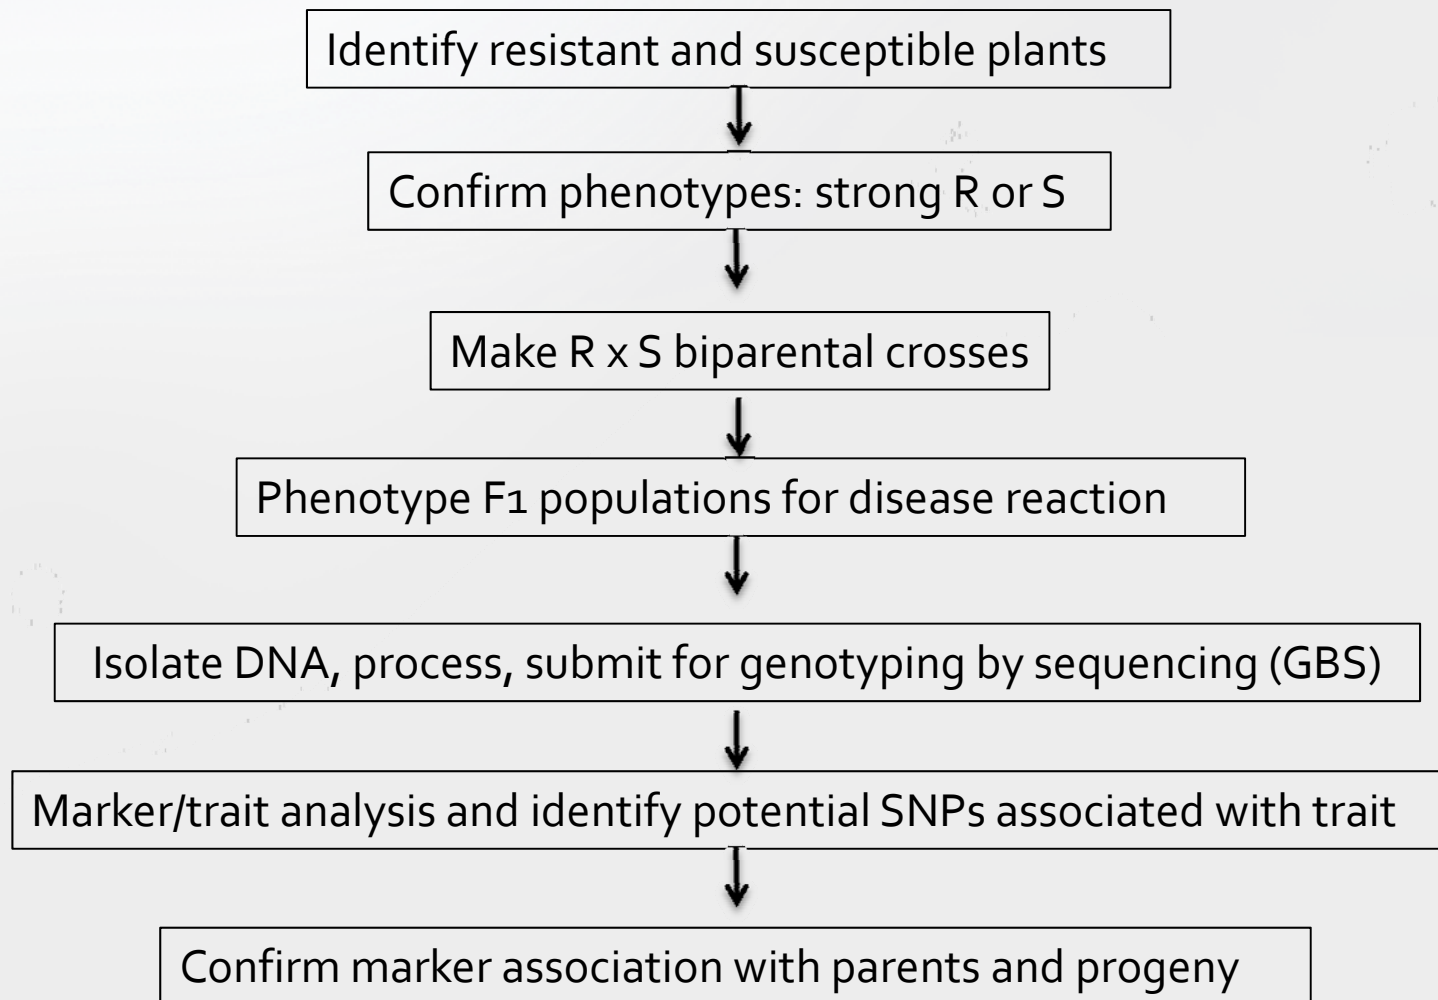 Identify resistant and susceptible plants
Confirm phenotypes: strong R or S
Make R x S biparental crosses
Phenotype F1 populations for disease reaction
Isolate DNA, process, submit for genotyping by sequencing (GBS)
Marker/trait analysis and identify potential SNPs associated with trait
Confirm marker association with parents and progeny